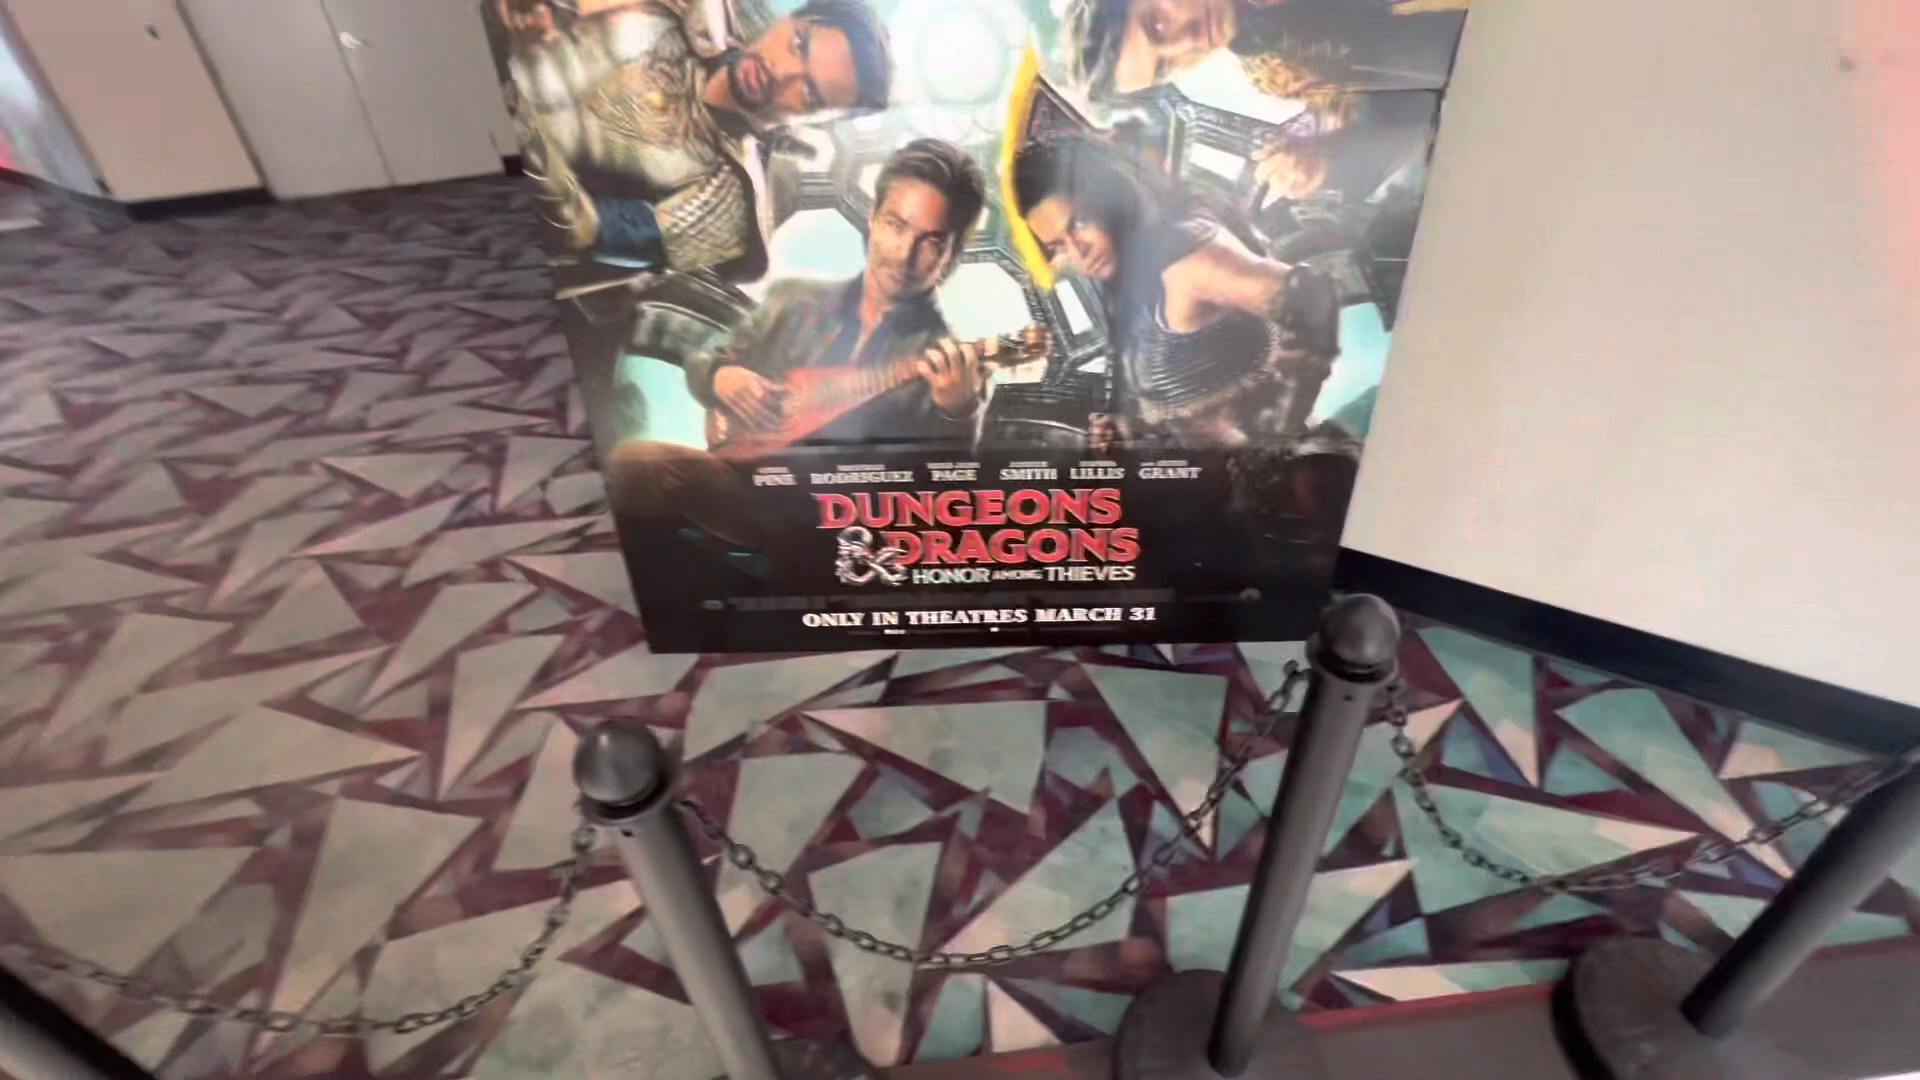 PINE RODRIGUEZ PAGE SMITH LILLIS GRANT
DUNGEONS
& DRAGONS
HONOR AMONG THIEVES
ONLY IN THEATRES MARCH 31